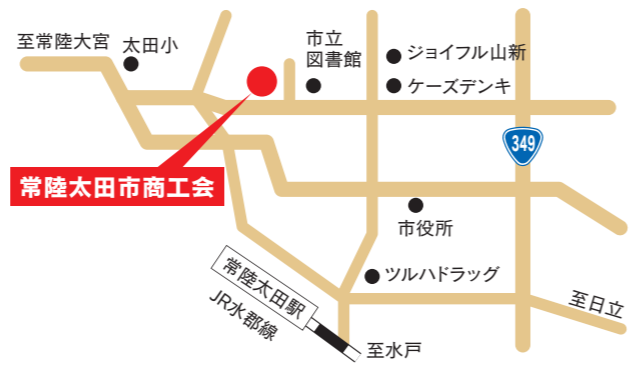 至常陸大宮
太田小
市立
図書館
ジョイフル山新
ケーズデンキ
349
常陸太田市商工会
市役所
常陸太田駅
JR水郡線
ツルハドラッグ
至日立
至水戸